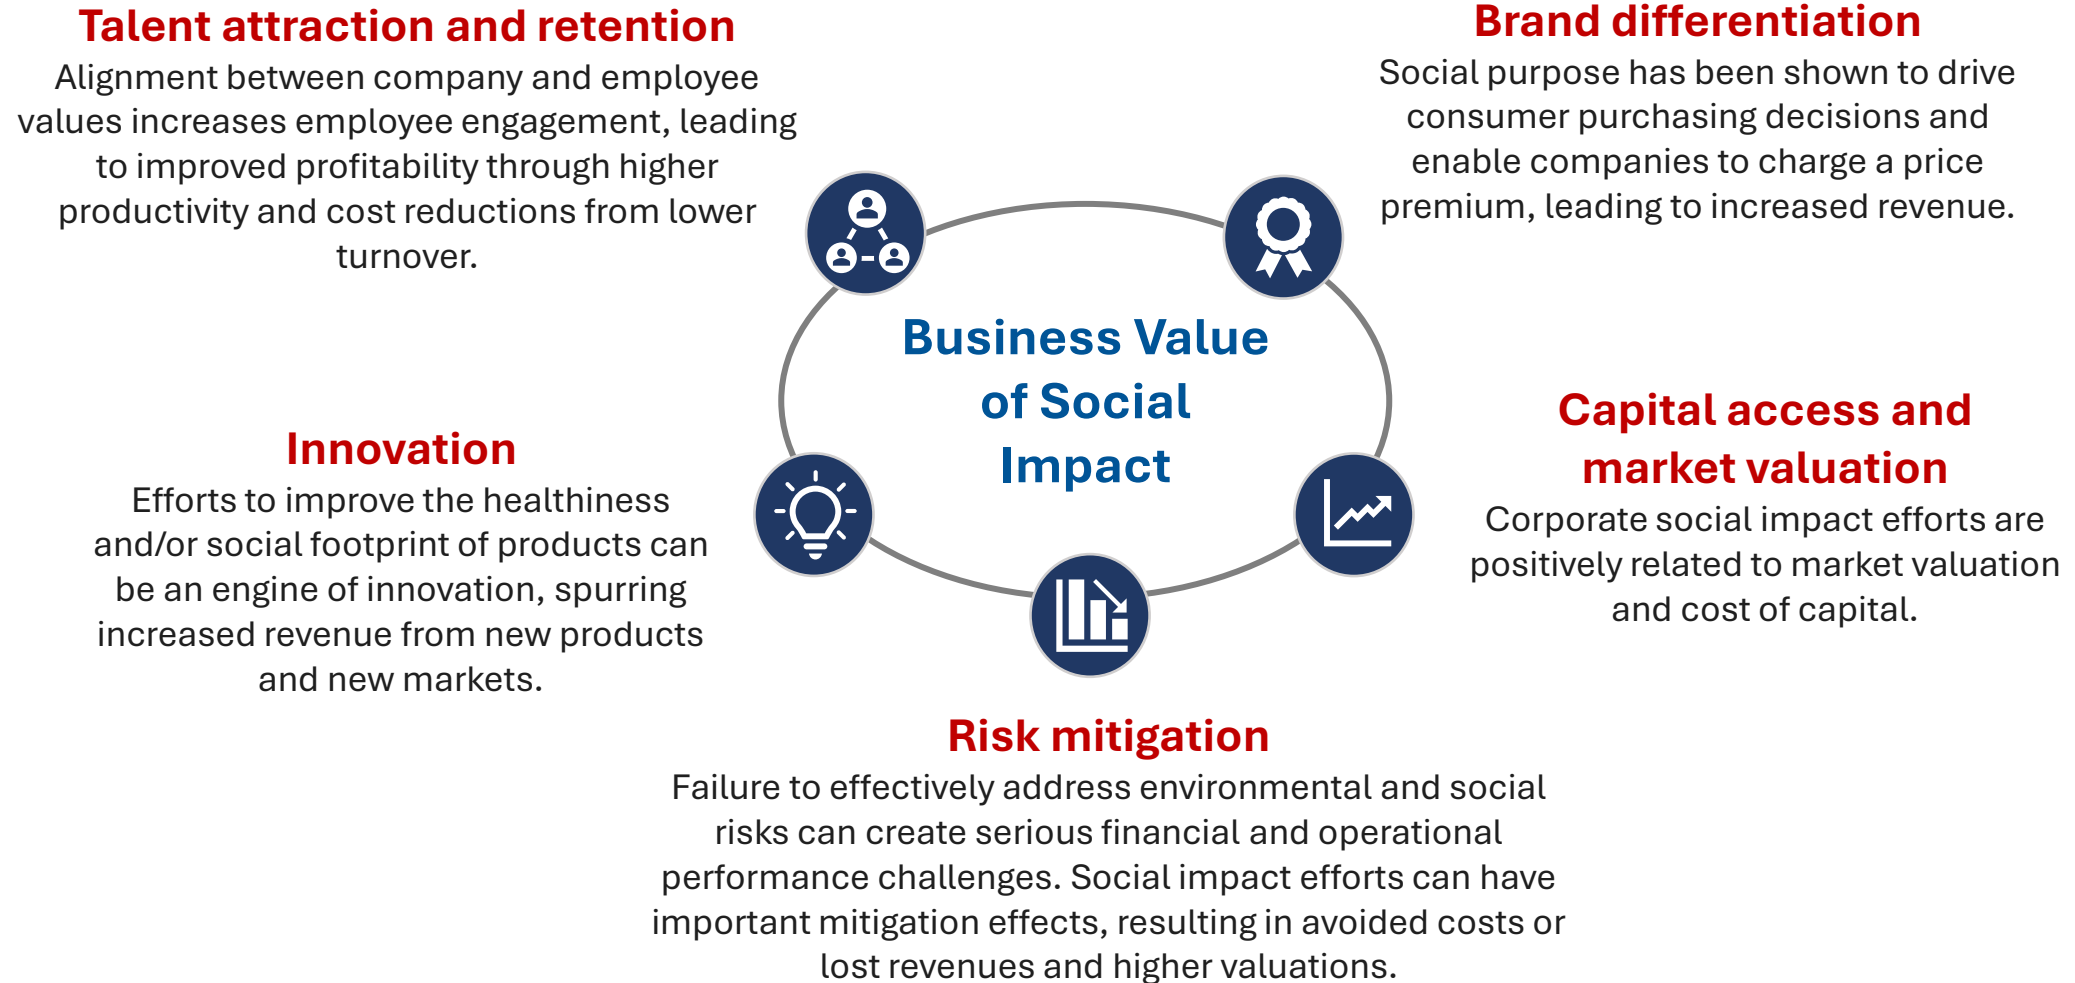 Talent attraction and retention
Alignment between company and employee
values increases employee engagement, leading
to improved profitability through higher
productivity and cost reductions from lower
turnover.
Brand differentiation
Social purpose has been shown to drive
consumer purchasing decisions and
enable companies to charge a price
premium, leading to increased revenue.
Business Value
of Social
Impact
Innovation
Efforts to improve the healthiness
and/or social footprint of products can
be an engine of innovation, spurring
increased revenue from new products
and new markets.
Capital access and
market valuation
Corporate social impact efforts are
positively related to market valuation
and cost of capital.
Risk mitigation
Failure to effectively address environmental and social
risks can create serious financial and operational
performance challenges. Social impact efforts can have
important mitigation effects, resulting in avoided costs or
lost revenues and higher valuations.